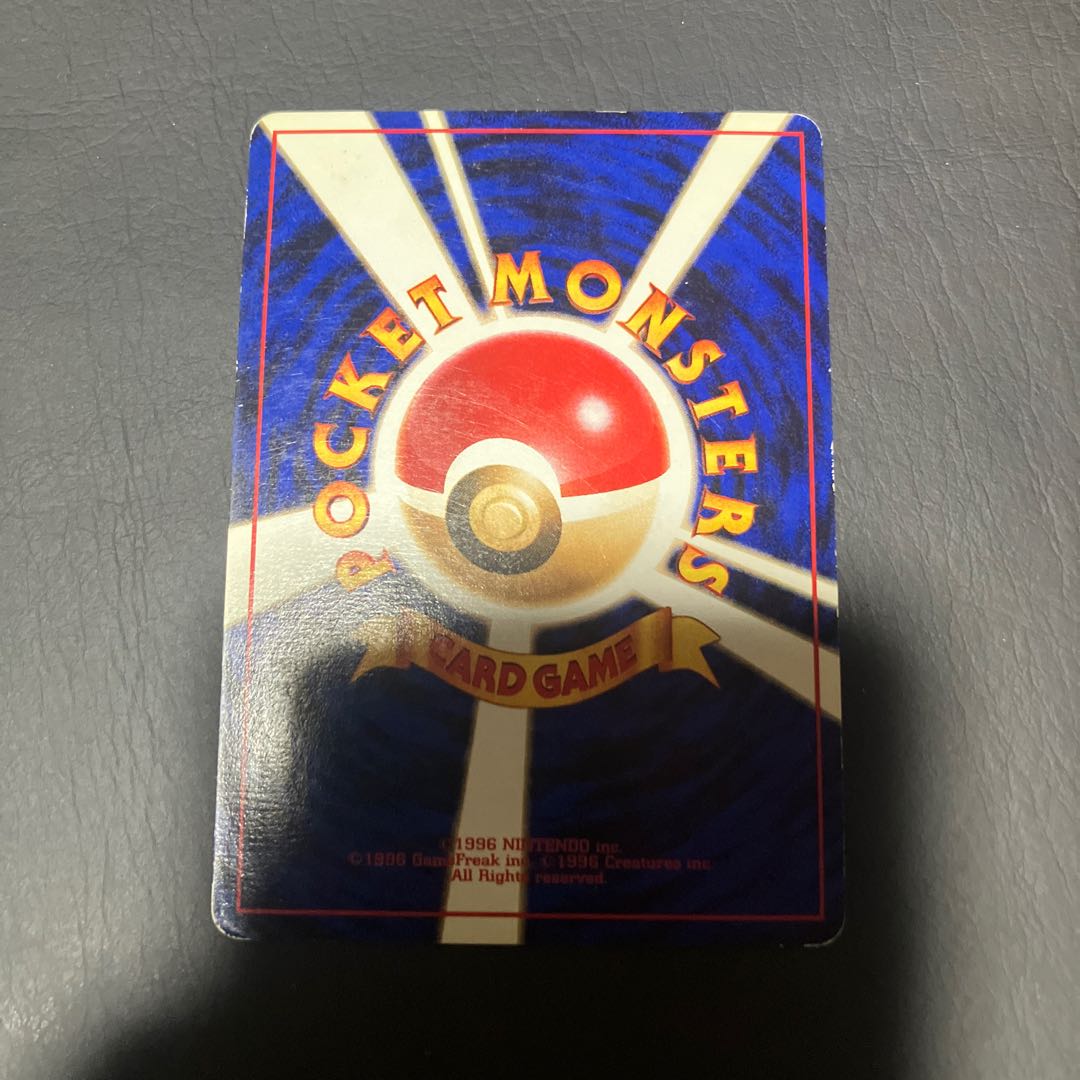 POCKET MONSTERS
CARD GAME
©1996 NINTENDO inc.
©1996 GameFreak inc. ©1996 Creatures inc.
All Rights reserved.